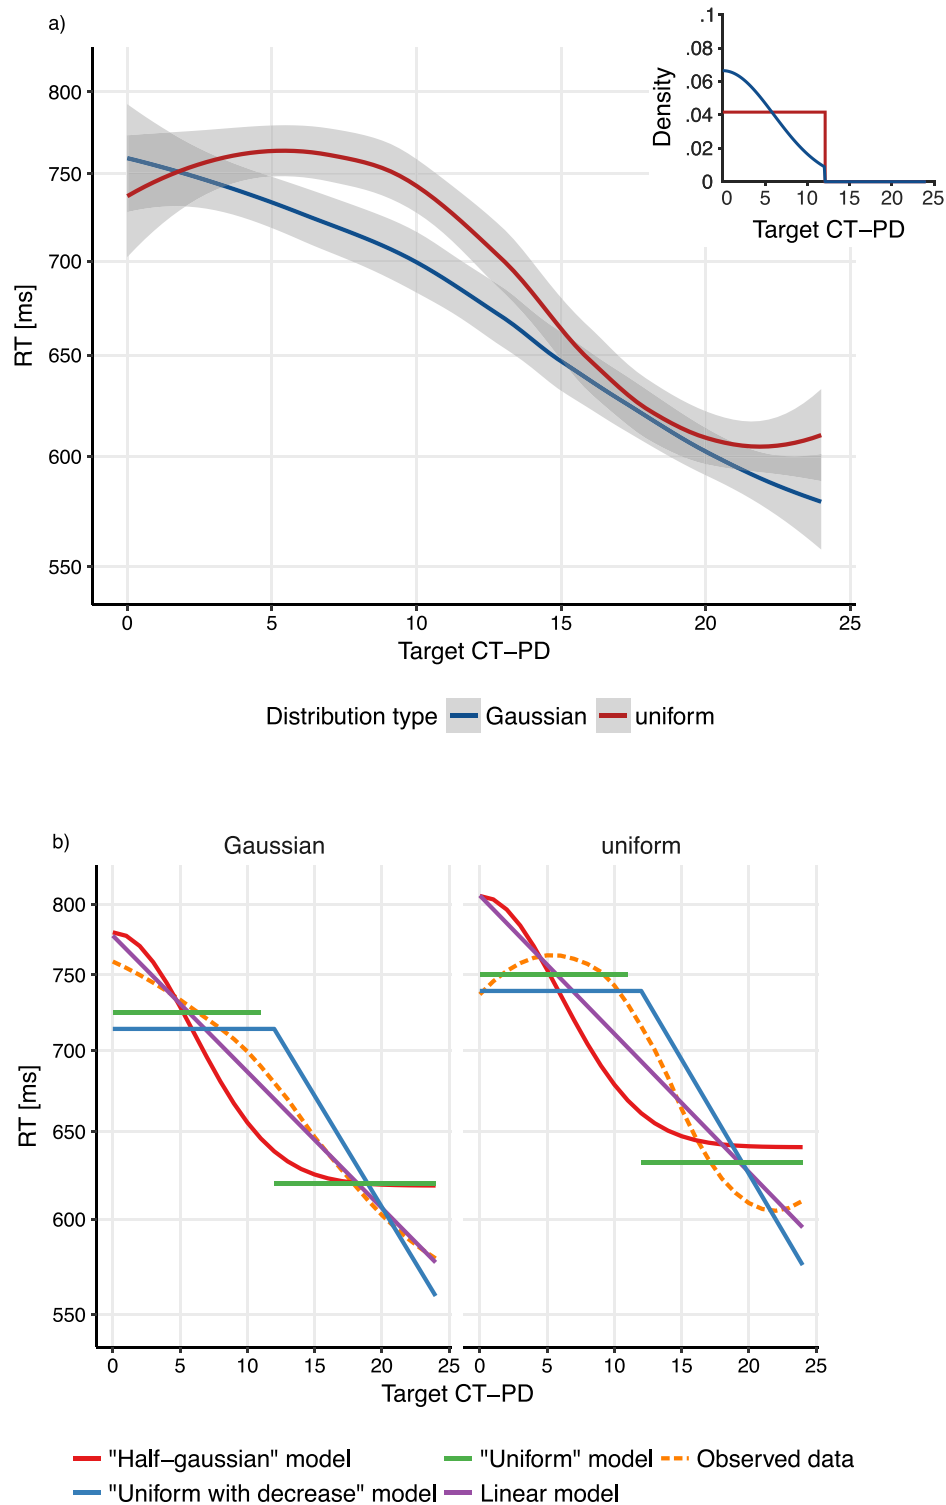 a)
.1
.08
.06
.04
.02
0
Density
0 5 10 15 20 25
Target CT−PD
800
750
700
650
600
550
RT [ms]
0 5 10 15 20 25
Target CT−PD
Distribution type Gaussian uniform
b)
Gaussian uniform
800
750
700
650
600
550
RT [ms]
0 5 10 15 20 25 0 5 10 15 20 25
Target CT−PD Target CT−PD
"Half−gaussian" model "Uniform" model Observed data
"Uniform with decrease" model Linear model